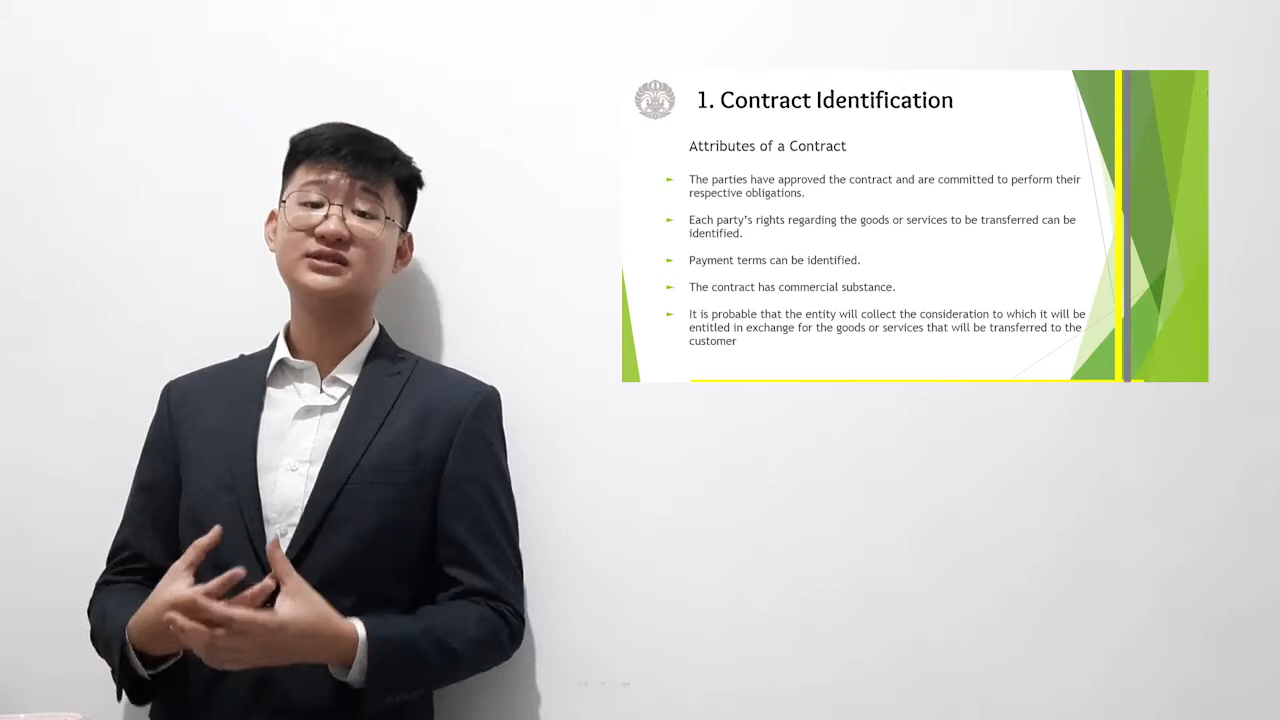 1. Contract Identification
Attributes of a Contract
The parties have approved the contract and are committed to perform their
respective obligations.
Each party's rights regarding the goods or services to be transferred can be
identified.
Payment terms can be identified.
The contract has commercial substance.
It is probable that the entity will collect the consideration to which it will be
entitled in exchange for the goods or services that will be transferred to the
customer